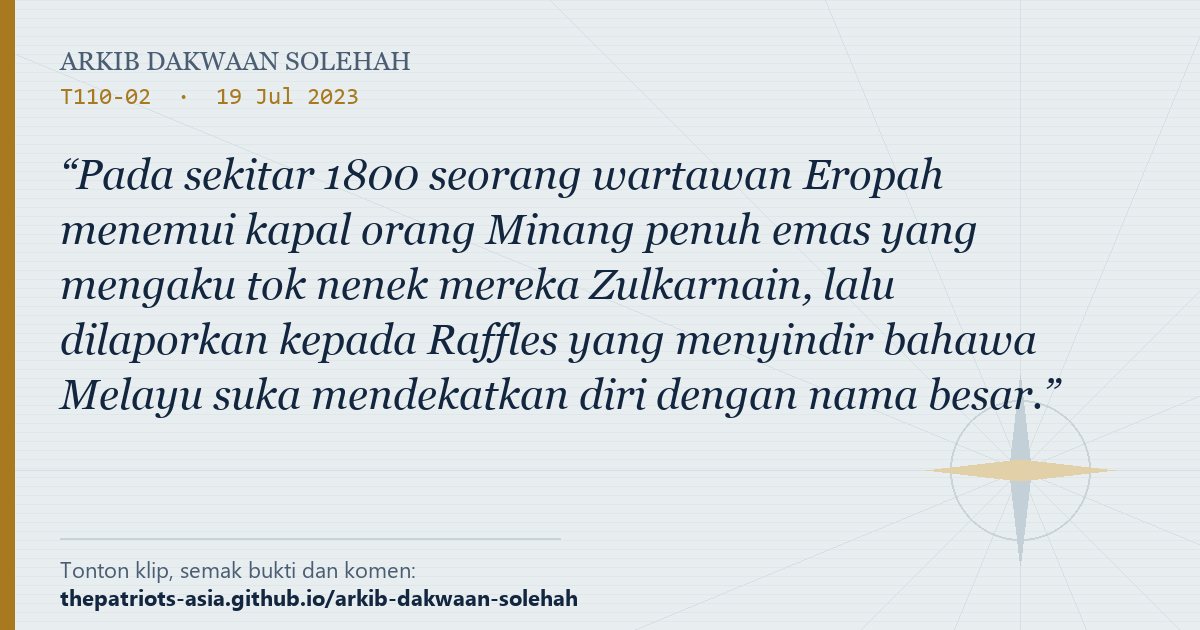 ARKIB DAKWAAN SOLEHAH
T110-02 · 19 Jul 2023
“Pada sekitar 1800 seorang wartawan Eropah
menemui kapal orang Minang penuh emas yang
mengaku tok nenek mereka Zulkarnain, lalu
dilaporkan kepada Raffles yang menyindir bahawa
Melayu suka mendekatkan diri dengan nama besar.”
Tonton klip, semak bukti dan komen:
thepatriots-asia.github.io/arkib-dakwaan-solehah